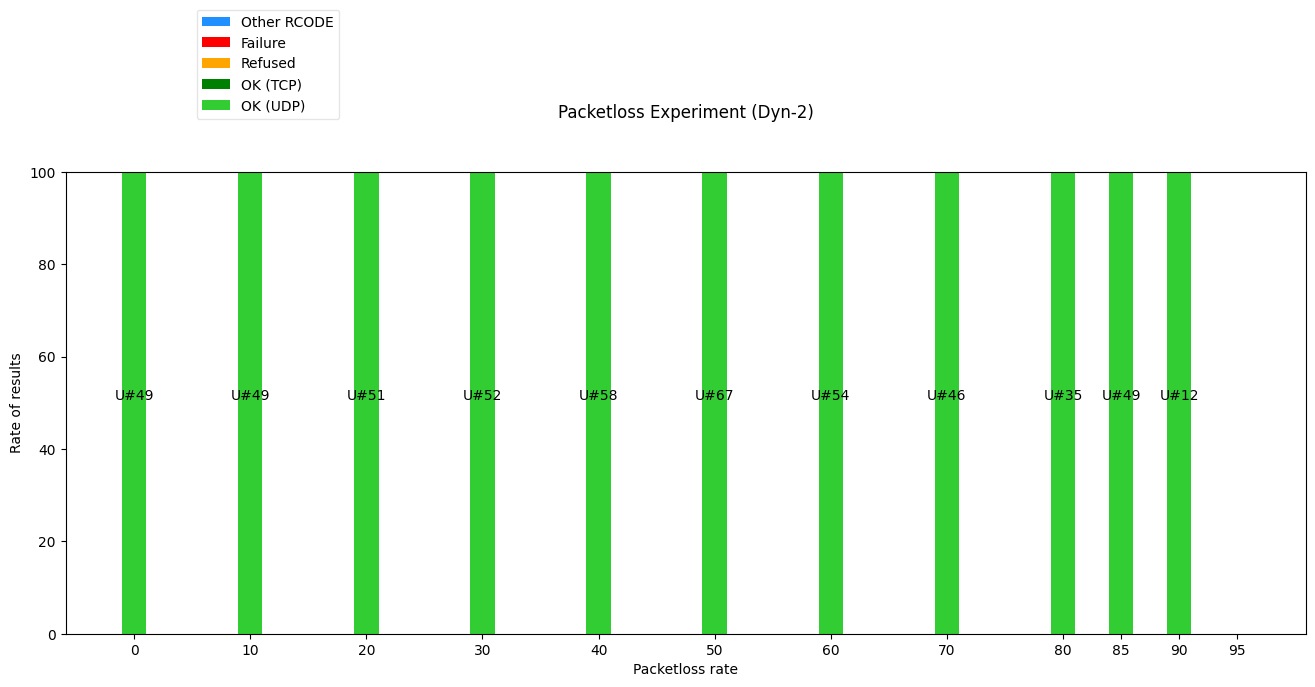 Other RCODE
Failure
Refused
OK (TCP)
OK (UDP)
Packetloss Experiment (Dyn-2)
100
80
60
40
20
0
Rate of results
U#49 U#49 U#51 U#52 U#58 U#67 U#54 U#46 U#35 U#49 U#12
0 10 20 30 40 50 60 70 80 85 90 95
Packetloss rate